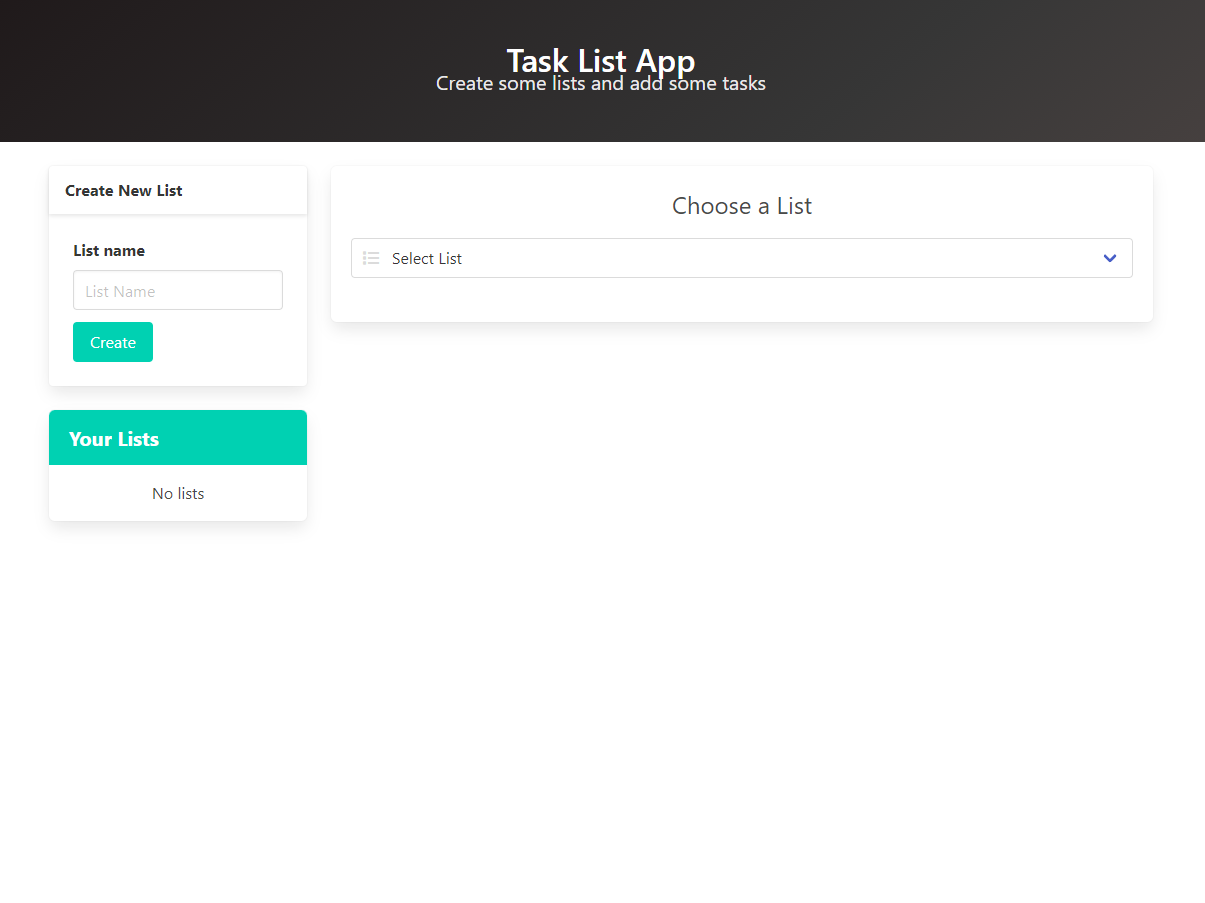 Task List App
Create some lists and add some tasks
Create New List
List name
List Name
Create
Your Lists
No lists
Choose a List
Select List